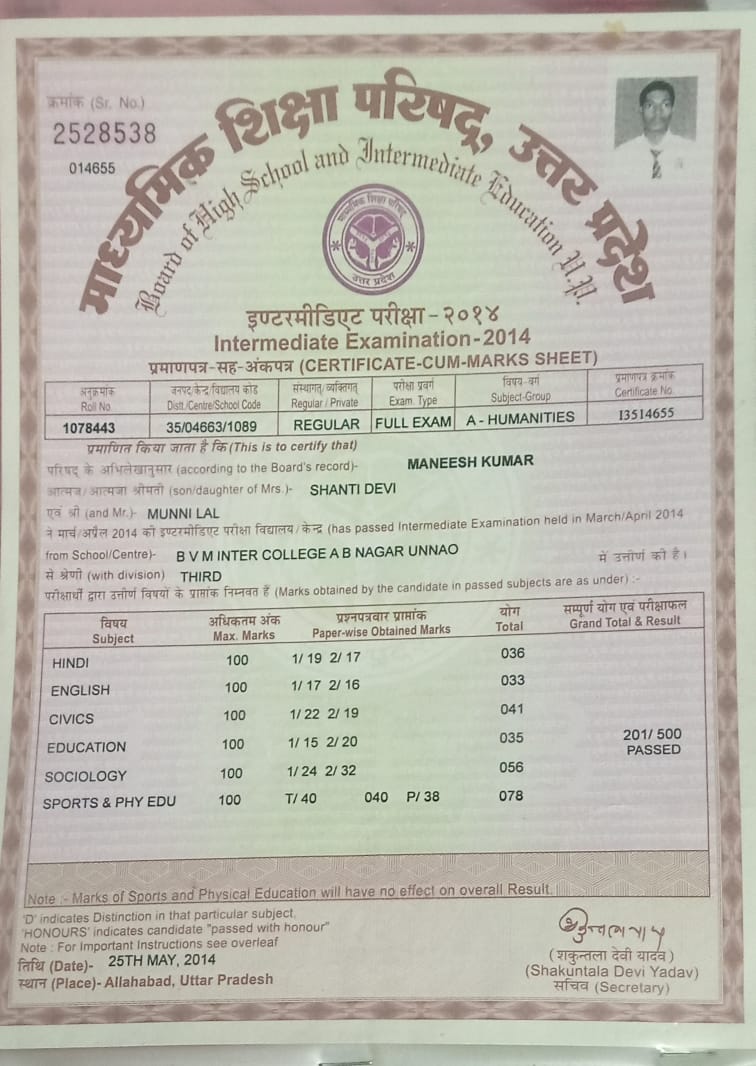 क्रमांक (Sr. No.)
2528538
014655
माध्यमिक शिक्षा परिषद्, उत्तर प्रदेश
Board of High School and Intermediate Education U.P.
माध्यमिक शिक्षा परिषद
उत्तर प्रदेश
इण्टरमीडिएट परीक्षा - २०१४
Intermediate Examination - 2014
प्रमाणपत्र-सह-अंकपत्र (CERTIFICATE-CUM-MARKS SHEET)
अनुक्रमांक जनपद/केन्द्र/विद्यालय कोड संस्थागत/व्यक्तिगत परीक्षा प्रवर्ग विषय-वर्ग प्रमाणपत्र क्रमांक
Roll No. Distt./Centre/School Code Regular / Private Exam. Type Subject-Group Certificate No.
1078443 35/04663/1089 REGULAR FULL EXAM A - HUMANITIES 13514655
प्रमाणित किया जाता है कि (This is to certify that)
परिषद के अभिलेखानुसार (according to the Board's record)- MANEESH KUMAR
आत्मज/आत्मजा श्रीमती (son/daughter of Mrs.)- SHANTI DEVI
एवं श्री (and Mr.)- MUNNI LAL
ने मार्च/अप्रैल 2014 की इण्टरमीडिएट परीक्षा विद्यालय/केन्द्र (has passed Intermediate Examination held in March/April 2014
from School/Centre)- B V M INTER COLLEGE A B NAGAR UNNAO में उत्तीर्ण की है।
से श्रेणी (with division) THIRD
परीक्षार्थी द्वारा उत्तीर्ण विषयों के प्राप्तांक निम्नवत हैं (Marks obtained by the candidate in passed subjects are as under) :-
विषय अधिकतम अंक प्रश्नपत्रवार प्राप्तांक योग सम्पूर्ण योग एवं परीक्षाफल
Subject Max. Marks Paper-wise Obtained Marks Total Grand Total & Result
HINDI 100 1/ 19 2/ 17 036
ENGLISH 100 1/ 17 2/ 16 033
CIVICS 100 1/ 22 2/ 19 041
EDUCATION 100 1/ 15 2/ 20 035 201/ 500
PASSED
SOCIOLOGY 100 1/ 24 2/ 32 056
SPORTS & PHY EDU 100 T/ 40 040 P/ 38 078
Note :- Marks of Sports and Physical Education will have no effect on overall Result.
'D' indicates Distinction in that particular subject.
'HONOURS' indicates candidate "passed with honour"
Note : For Important Instructions see overleaf
तिथि (Date)- 25TH MAY, 2014
स्थान (Place)- Allahabad, Uttar Pradesh
(शकुन्तला देवी यादव)
(Shakuntala Devi Yadav)
सचिव (Secretary)